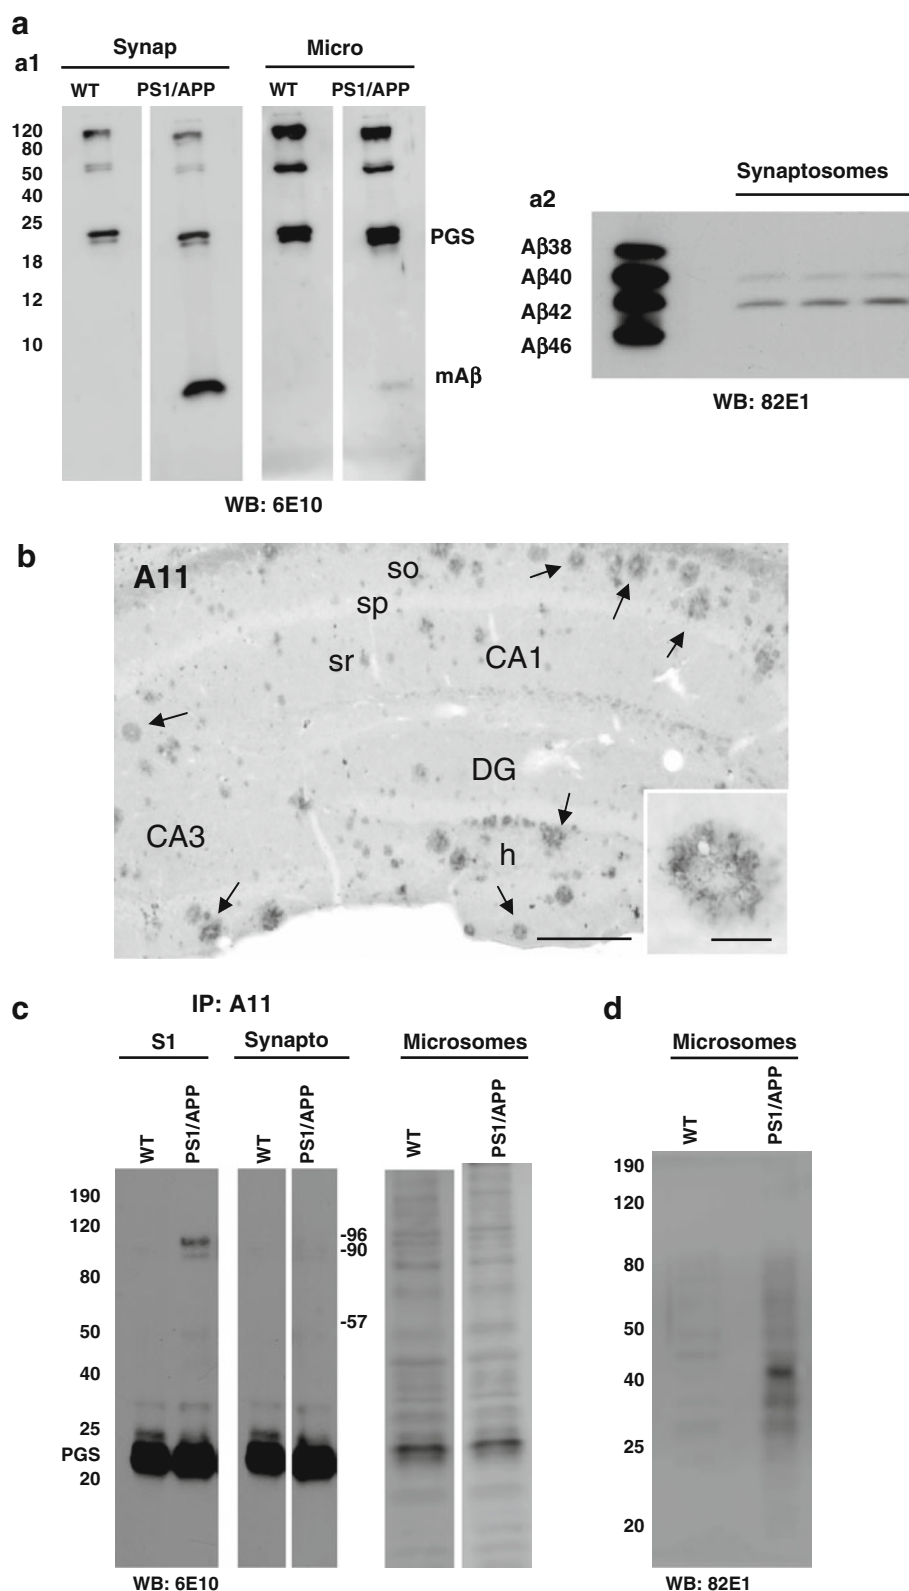 a
a1
Synap
Micro
WT
PS1/APP
WT
PS1/APP
120
80
50
40
25
18
12
10
PGS
mAβ
WB: 6E10
a2
Synaptosomes
Aβ38
Aβ40
Aβ42
Aβ46
WB: 82E1
b
A11
so
sp
sr
CA1
DG
CA3
h
c
IP: A11
S1
Synapto
Microsomes
WT
PS1/APP
WT
PS1/APP
WT
PS1/APP
190
120
80
50
40
25
PGS
20
-96
-90
-57
WB: 6E10
d
Microsomes
WT
PS1/APP
190
120
80
50
40
25
20
WB: 82E1